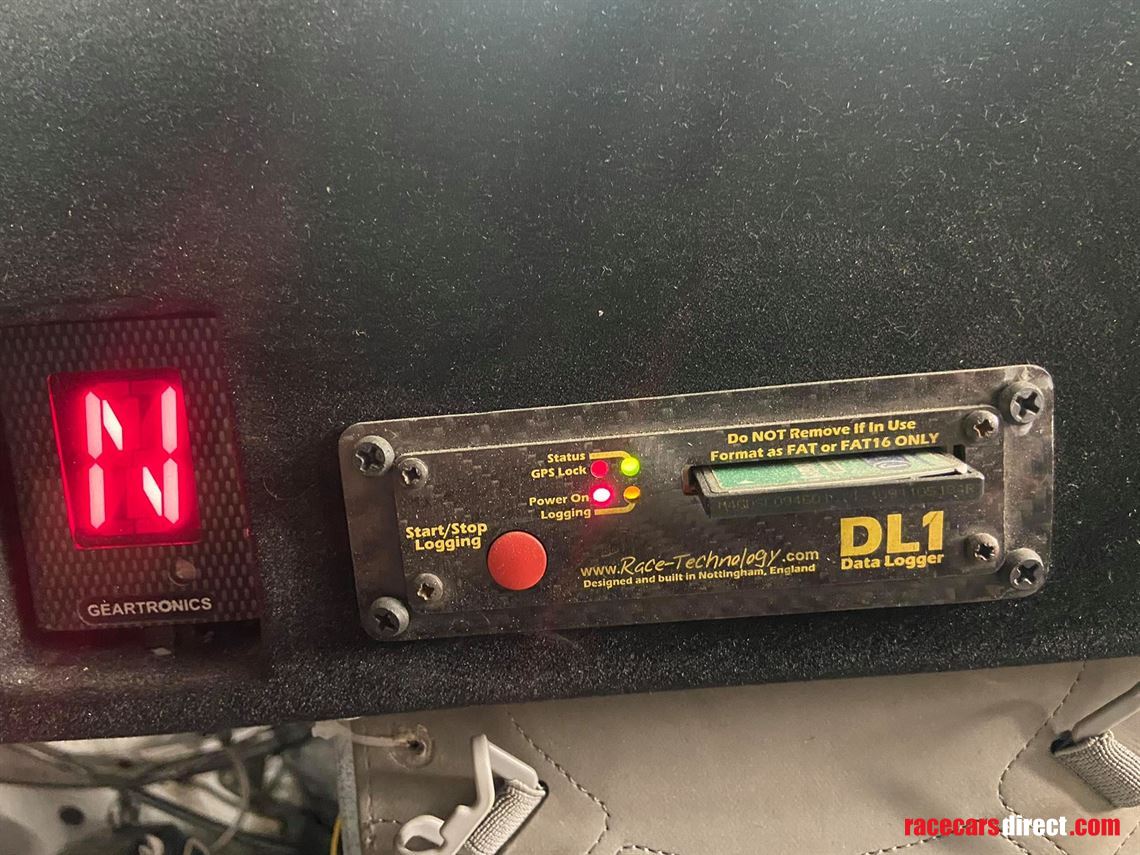 N
GEARTRONICS
Status
GPS Lock
Power On
Logging
Start/Stop
Logging
Do NOT Remove If In Use
Format as FAT or FAT16 ONLY
www.Race-Technology.com
Designed and built in Nottingham, England
DL1
Data Logger
racecarsdirect.com